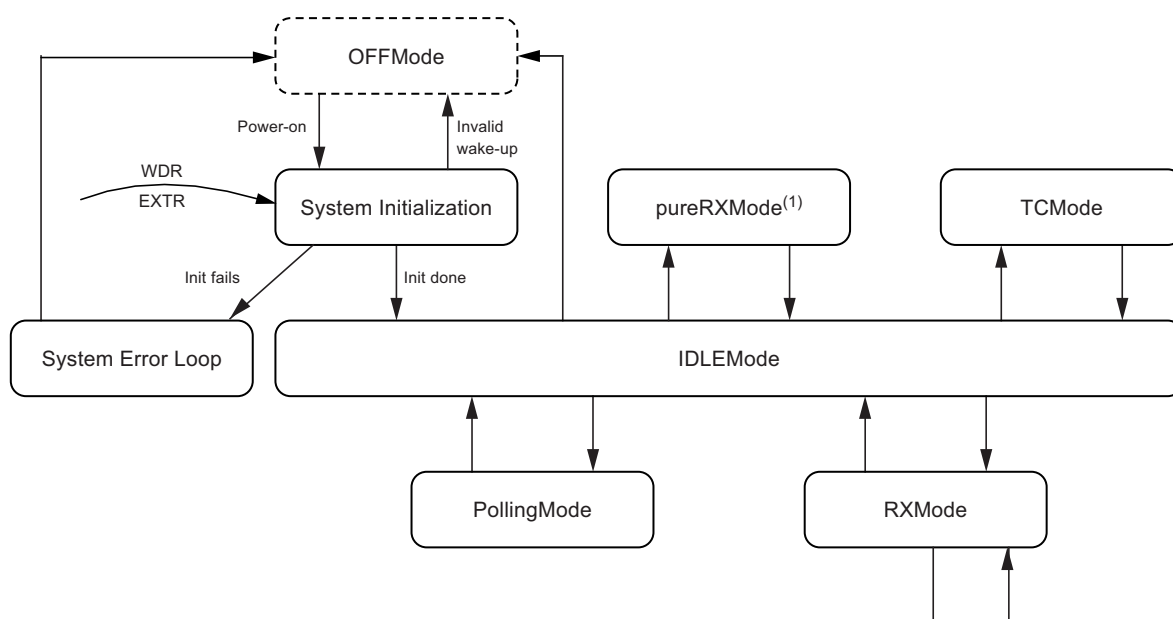 OFFMode
Power-on
Invalid
wake-up
WDR
EXTR
System Initialization
pureRXMode(1)
TCMode
Init fails
Init done
System Error Loop
IDLEMode
PollingMode
RXMode